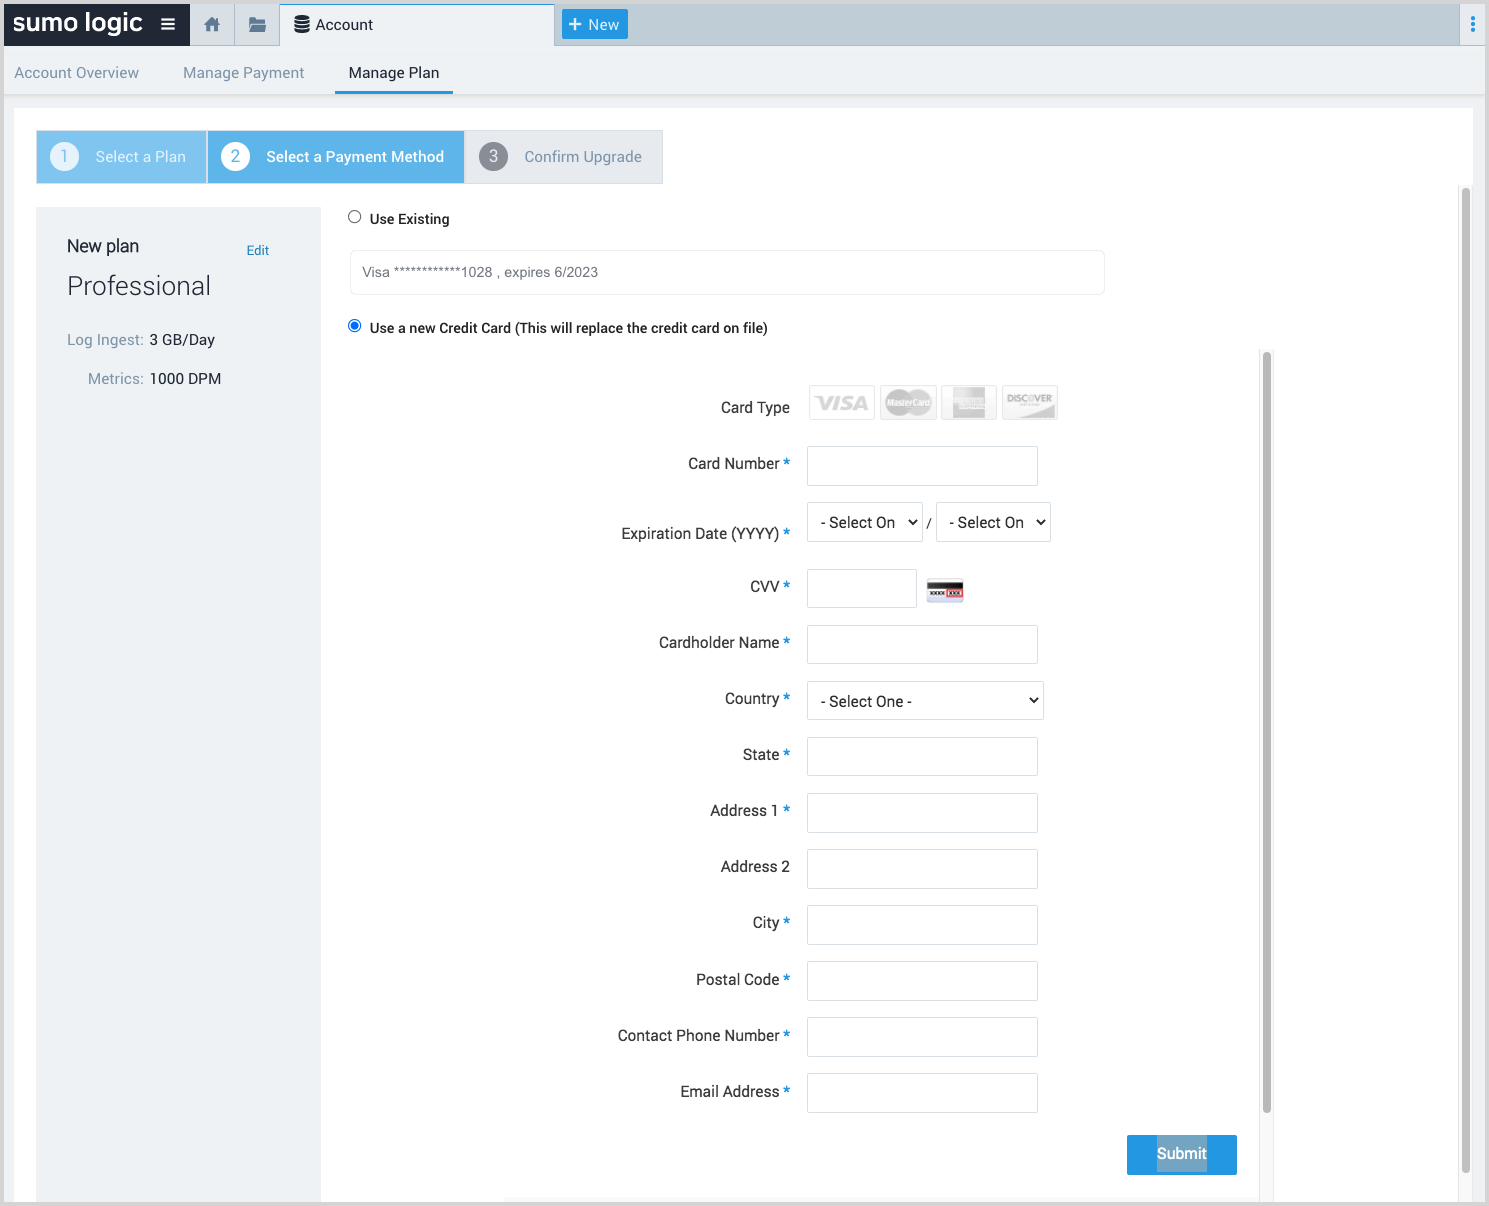 sumo logic
Account
New
Account Overview
Manage Payment
Manage Plan
1 Select a Plan
2 Select a Payment Method
3 Confirm Upgrade
New plan
Edit
Professional
Log Ingest: 3 GB/Day
Metrics: 1000 DPM
Use Existing
Visa ************1028 , expires 6/2023
Use a new Credit Card (This will replace the credit card on file)
Card Type
VISA
MasterCard
DISCOVER
Card Number *
Expiration Date (YYYY) *
- Select On / - Select On
CVV *
XXXX XXX
Cardholder Name *
Country *
- Select One -
State *
Address 1 *
Address 2
City *
Postal Code *
Contact Phone Number *
Email Address *
Submit